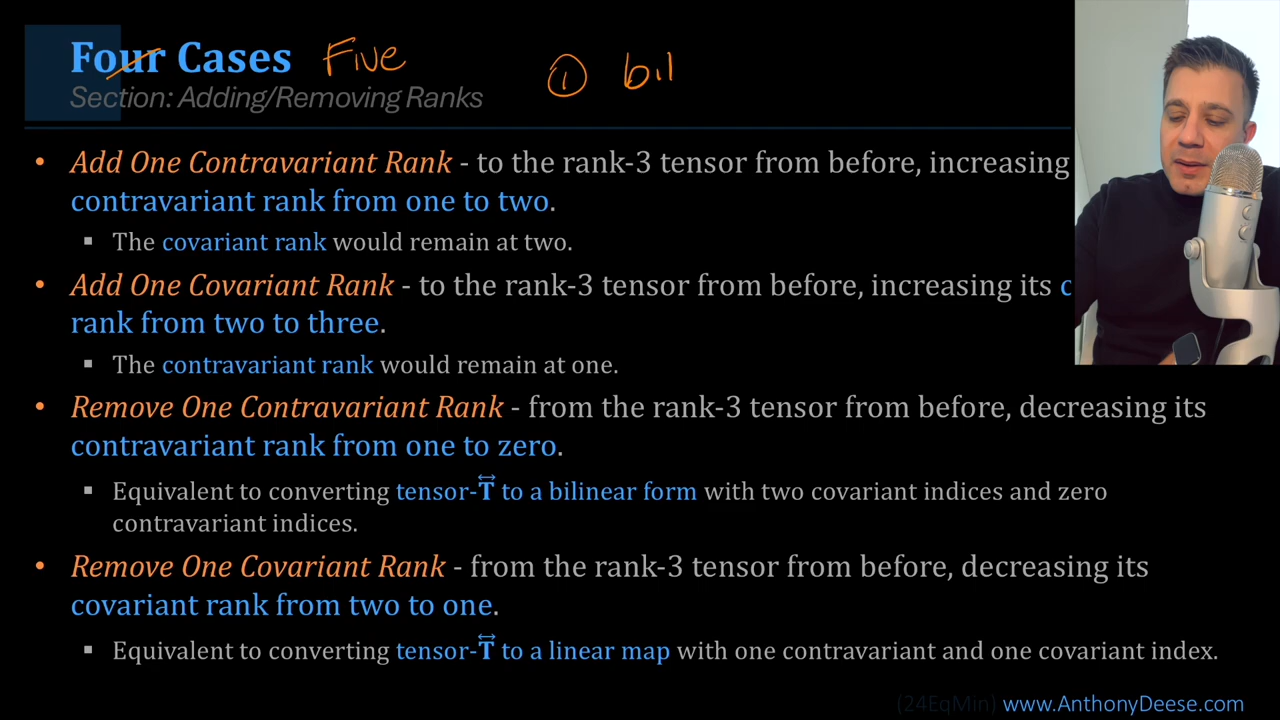 Four Cases Five
① bil
Section: Adding/Removing Ranks
• Add One Contravariant Rank - to the rank-3 tensor from before, increasing
contravariant rank from one to two.
▪ The covariant rank would remain at two.
• Add One Covariant Rank - to the rank-3 tensor from before, increasing its c
rank from two to three.
▪ The contravariant rank would remain at one.
• Remove One Contravariant Rank - from the rank-3 tensor from before, decreasing its
contravariant rank from one to zero.
▪ Equivalent to converting tensor-T⃡ to a bilinear form with two covariant indices and zero
contravariant indices.
• Remove One Covariant Rank - from the rank-3 tensor from before, decreasing its
covariant rank from two to one.
▪ Equivalent to converting tensor-T⃡ to a linear map with one contravariant and one covariant index.
(24EqMin) www.AnthonyDeese.com